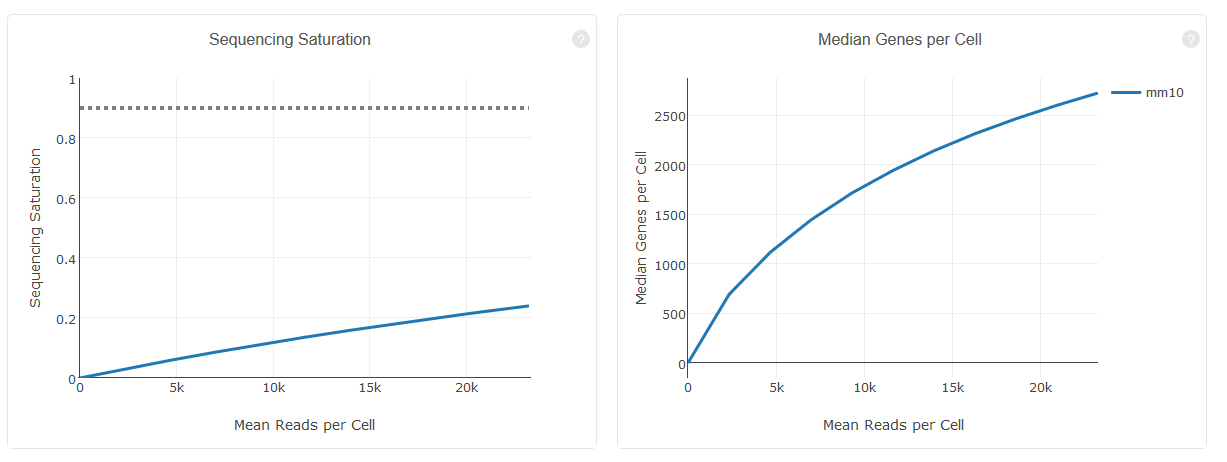 Sequencing Saturation
?
1
0.8
0.6
0.4
0.2
0
Sequencing Saturation
0
5k
10k
15k
20k
Mean Reads per Cell
Median Genes per Cell
?
2500
2000
1500
1000
500
0
Median Genes per Cell
0
5k
10k
15k
20k
Mean Reads per Cell
mm10